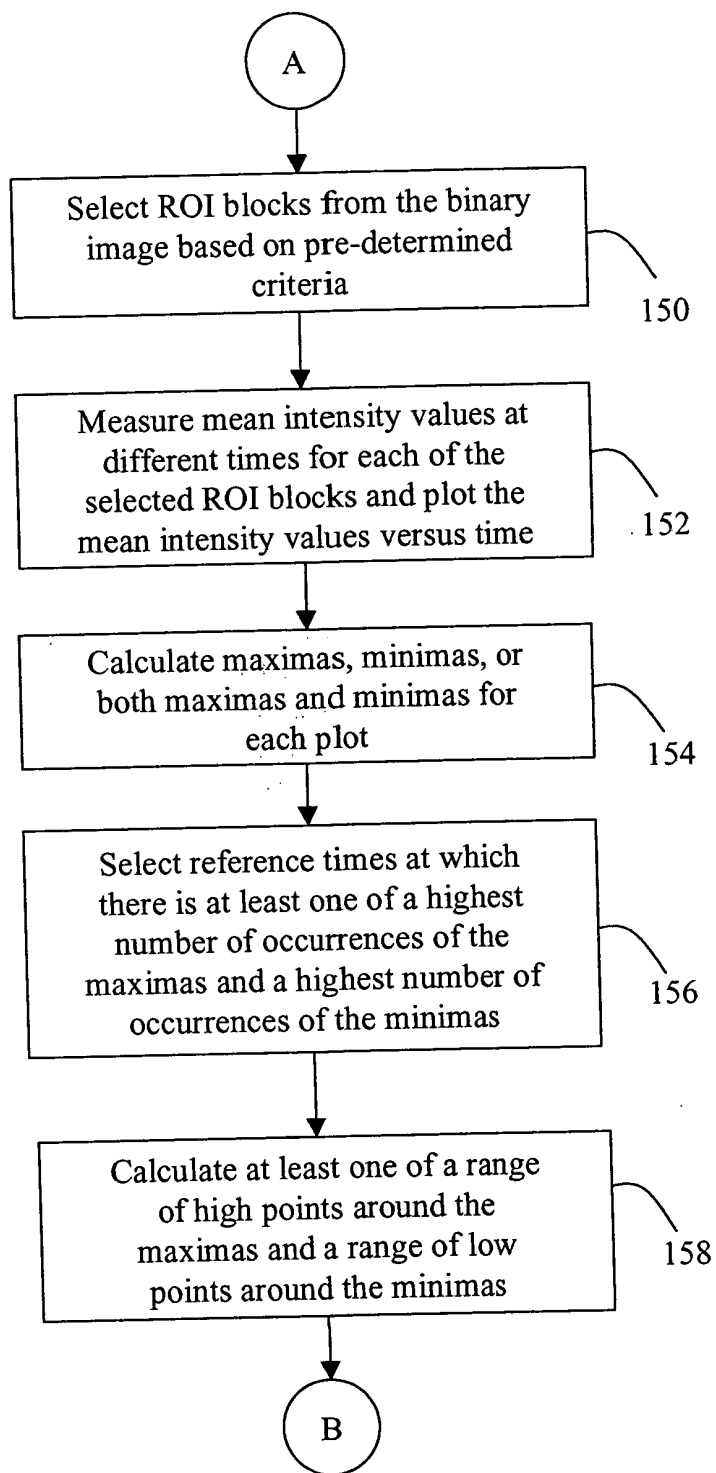 A
Select ROI blocks from the binary
image based on pre-determined
criteria
150
Measure mean intensity values at
different times for each of the
selected ROI blocks and plot the
mean intensity values versus time
152
Calculate maximas, minimas, or
both maximas and minimas for
each plot
154
Select reference times at which
there is at least one of a highest
number of occurrences of the
maximas and a highest number of
occurrences of the minimas
156
Calculate at least one of a range
of high points around the
maximas and a range of low
points around the minimas
158
B